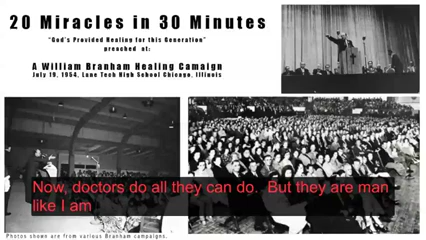 20 Miracles in 30 Minutes
"God's Provided Healing for this Generation"
preached at:
A William Branham Healing Camaign
July 19, 1954, Lane Tech High School Chicago, Illinois
Now, doctors do all they can do.  But they are man
like I am
Photos shown are from various Branham campaigns.